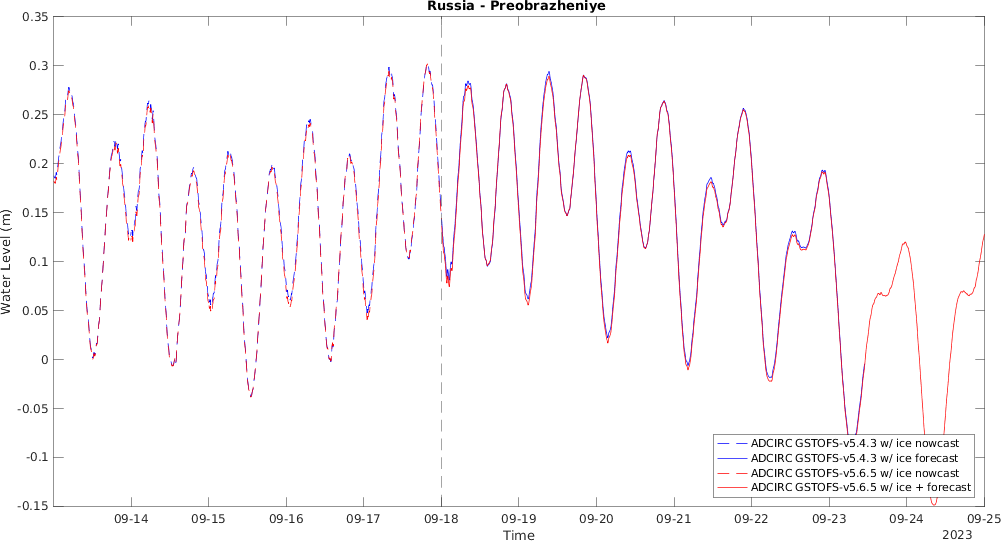 Russia - Preobrazheniye
Water Level (m)
0.35
0.3
0.25
0.2
0.15
0.1
0.05
0
-0.05
-0.1
-0.15
ADCIRC GSTOFS-v5.4.3 w/ ice nowcast
ADCIRC GSTOFS-v5.4.3 w/ ice forecast
ADCIRC GSTOFS-v5.6.5 w/ ice nowcast
ADCIRC GSTOFS-v5.6.5 w/ ice + forecast
09-14 09-15 09-16 09-17 09-18 09-19 09-20 09-21 09-22 09-23 09-24 09-25
Time
2023